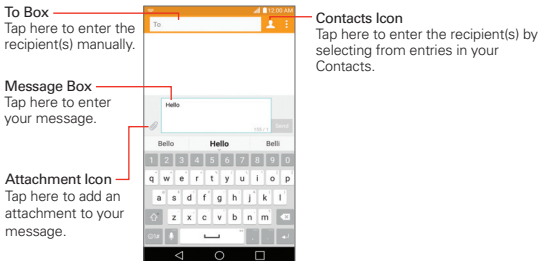 To Box
Tap here to enter the
recipient(s) manually.
Message Box
Tap here to enter
your message.
Attachment Icon
Tap here to add an
attachment to your
message.
12:00 AM
To
Hello
Send
Bello Hello Belli
1 2 3 4 5 6 7 8 9 0
q w e r t y u i o p
a s d f g h j k l
z x c v b n m
Contacts Icon
Tap here to enter the recipient(s) by
selecting from entries in your
Contacts.